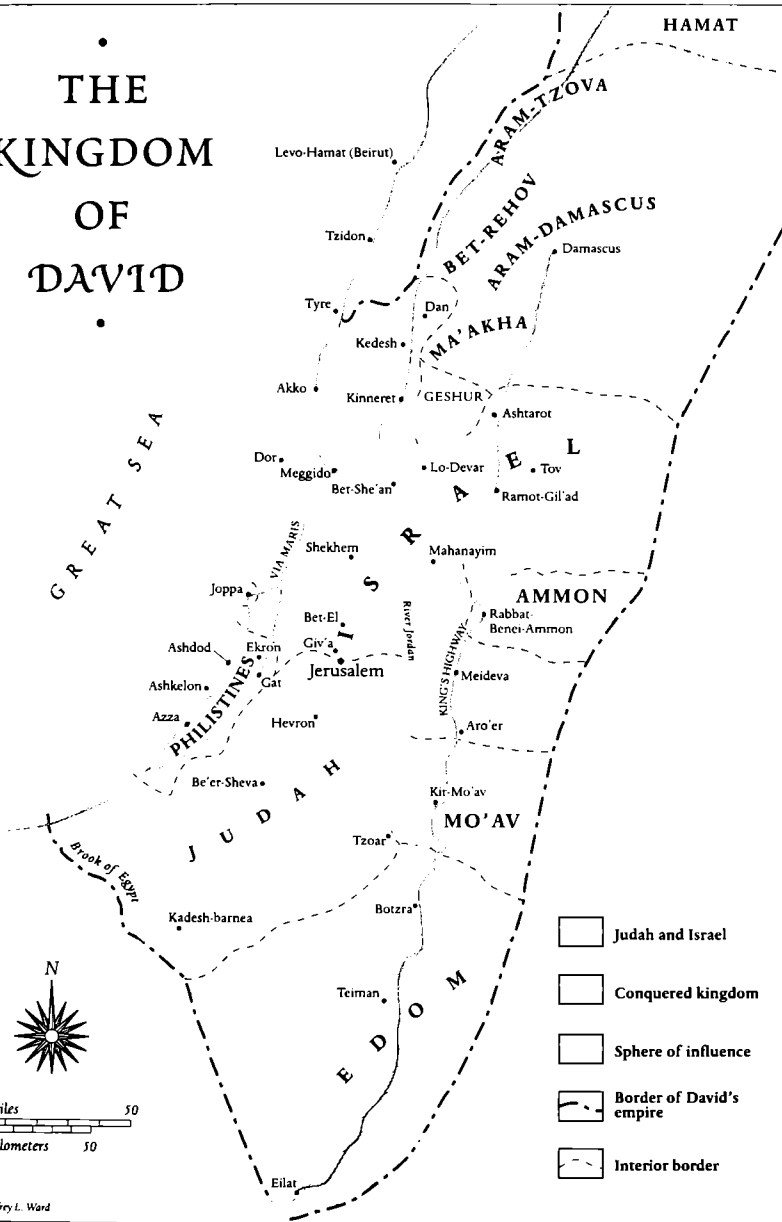 THE
KINGDOM
OF
DAVID
HAMAT
ARAM-TZOVA
Levo-Hamat (Beirut)
BET-REHOV
ARAM-DAMASCUS
Tzidon
Damascus
Tyre
Dan
Kedesh
MA'AKHA
Akko
Kinneret
GESHUR
Ashtarot
GREAT SEA
ISRAEL
Dor
Meggido
Lo-Devar
Tov
Bet-She'an
Ramot-Gil'ad
VIA MARIS
Shekhem
Mahanayim
Joppa
AMMON
Bet-El
River Jordan
Rabbat-
Benei-Ammon
Ashdod
Ekron
Giv'a
Jerusalem
KING'S HIGHWAY
Meideva
Ashkelon
Gat
PHILISTINES
Azza
Hevron
Aro'er
Be'er-Sheva
JUDAH
Kir-Mo'av
MO'AV
Tzoar
Brook of Egypt
Kadesh-barnea
Botzra
Teiman
EDOM
Eilat
N
iles 50
lometers 50
rey L. Ward
Judah and Israel
Conquered kingdom
Sphere of influence
Border of David's
empire
Interior border